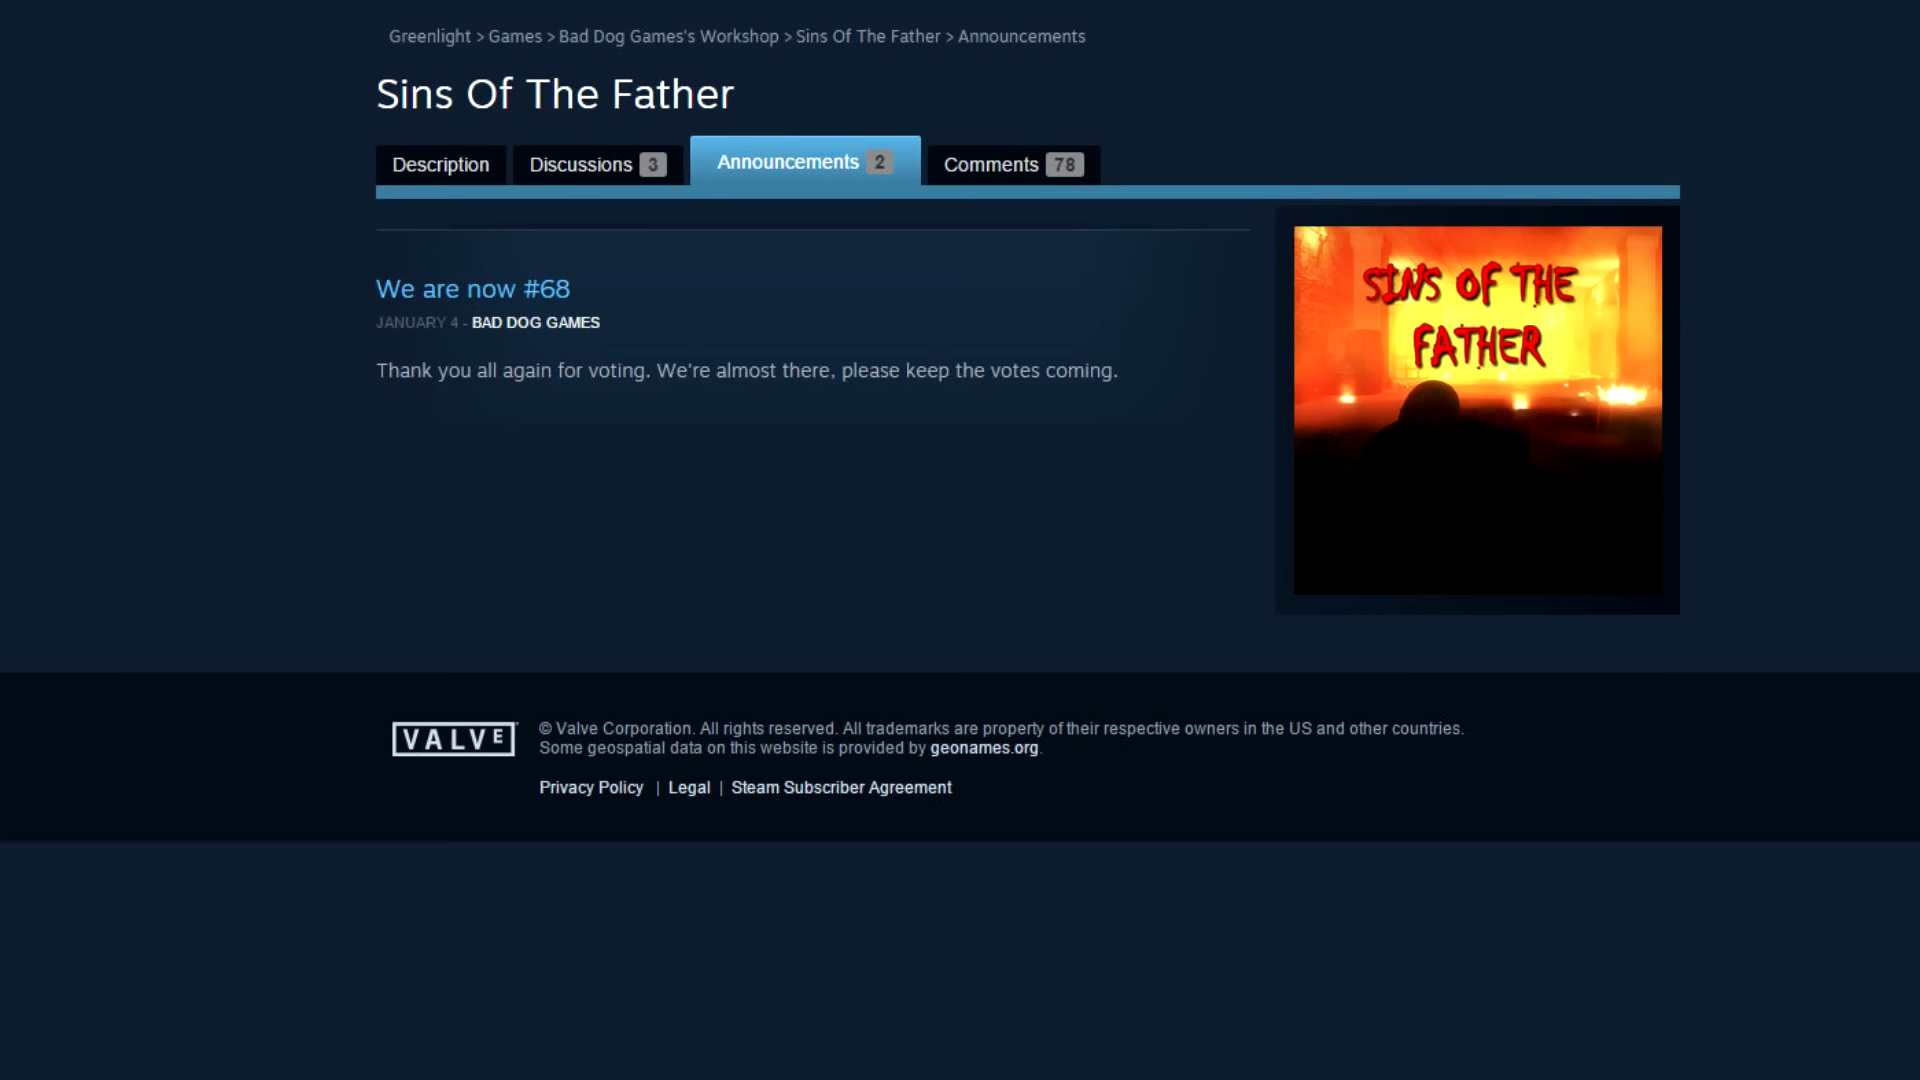 Greenlight > Games > Bad Dog Games's Workshop > Sins Of The Father > Announcements
Sins Of The Father
Description
Discussions 3
Announcements 2
Comments 78
We are now #68
JANUARY 4 - BAD DOG GAMES
Thank you all again for voting. We're almost there, please keep the votes coming.
SINS OF THE
FATHER
VALVE
© Valve Corporation. All rights reserved. All trademarks are property of their respective owners in the US and other countries.
Some geospatial data on this website is provided by geonames.org.
Privacy Policy | Legal | Steam Subscriber Agreement